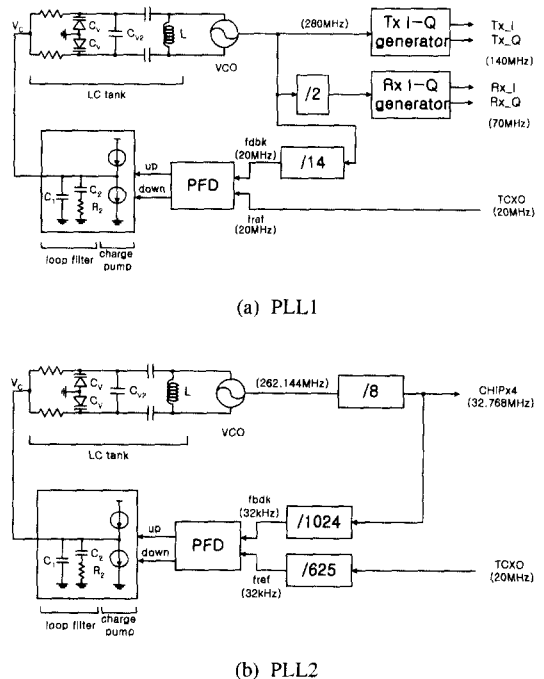 Vc
Cv
Cv
Cv2
L
VCO
LC tank
(280MHz)
Tx I-Q
generator
Tx_I
Tx_Q
(140MHz)
/2
Rx I-Q
generator
Rx_I
Rx_Q
(70MHz)
fdbk
(20MHz)
/14
up
down
PFD
C1
C2
R2
fref
(20MHz)
TCXO
(20MHz)
loop filter
charge
pump
(a) PLL1
Vc
Cv
Cv
Cv2
L
VCO
LC tank
(262.144MHz)
/8
CHIPx4
(32.768MHz)
fbdk
(32kHz)
/1024
up
down
PFD
C1
C2
R2
fref
(32kHz)
/625
TCXO
(20MHz)
loop filter
charge
pump
(b) PLL2